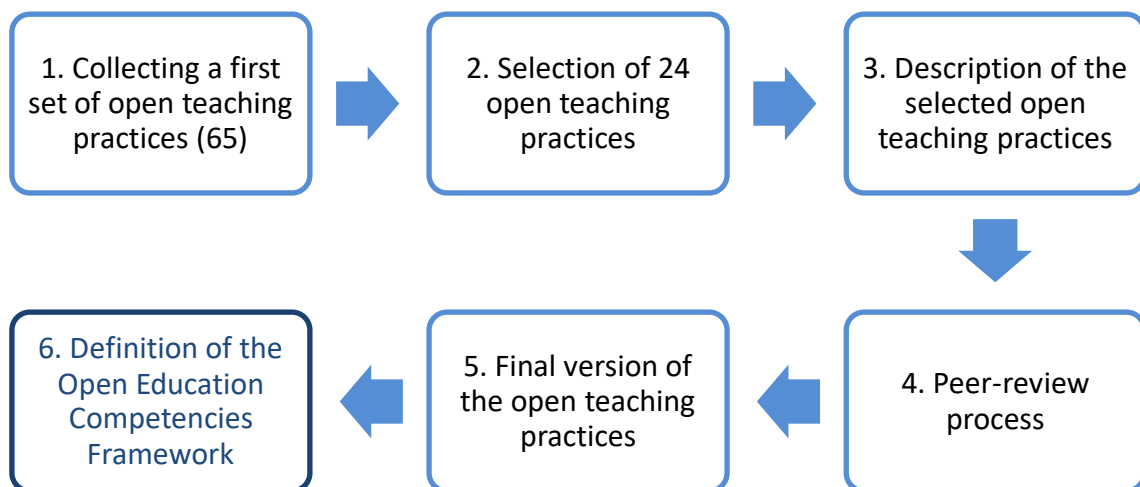 1. Collecting a first
set of open teaching
practices (65)
2. Selection of 24
open teaching
practices
3. Description of the
selected open
teaching practices
4. Peer-review
process
5. Final version of
the open teaching
practices
6. Definition of the
Open Education
Competencies
Framework